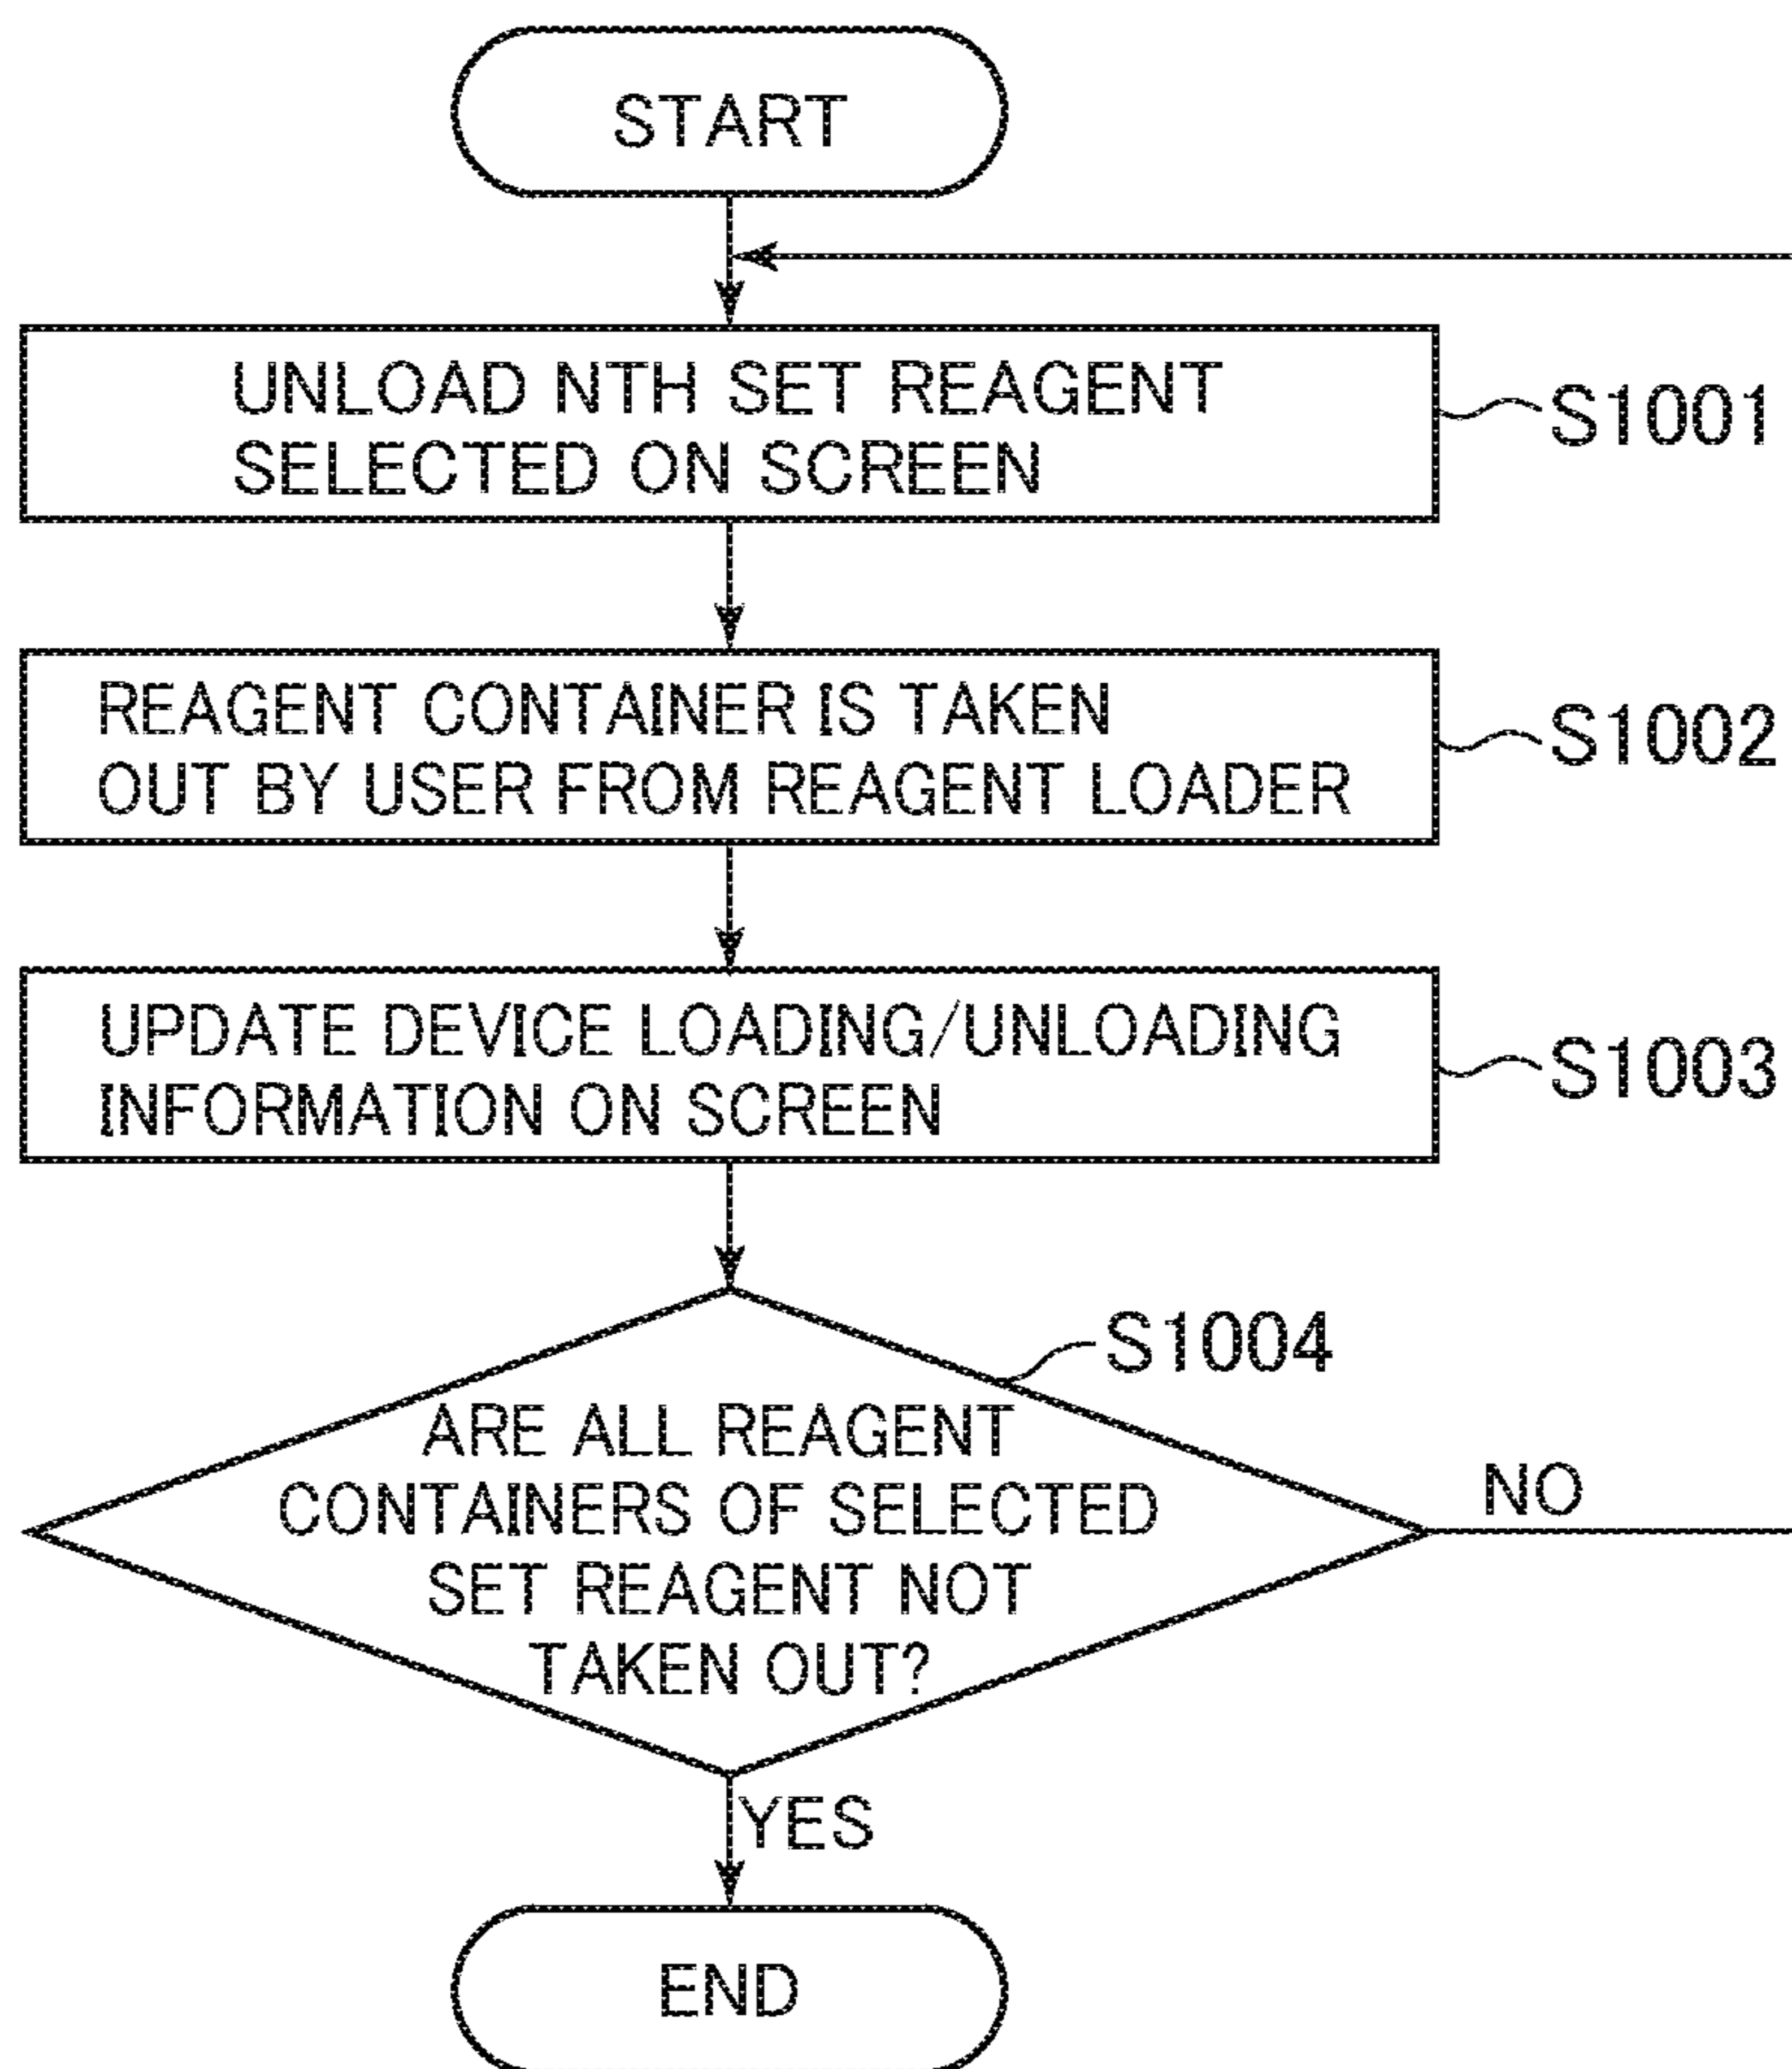 START
UNLOAD NTH SET REAGENT
SELECTED ON SCREEN
S1001
REAGENT CONTAINER IS TAKEN
OUT BY USER FROM REAGENT LOADER
S1002
UPDATE DEVICE LOADING/UNLOADING
INFORMATION ON SCREEN
S1003
S1004
ARE ALL REAGENT
CONTAINERS OF SELECTED
SET REAGENT NOT
TAKEN OUT?
NO
YES
END